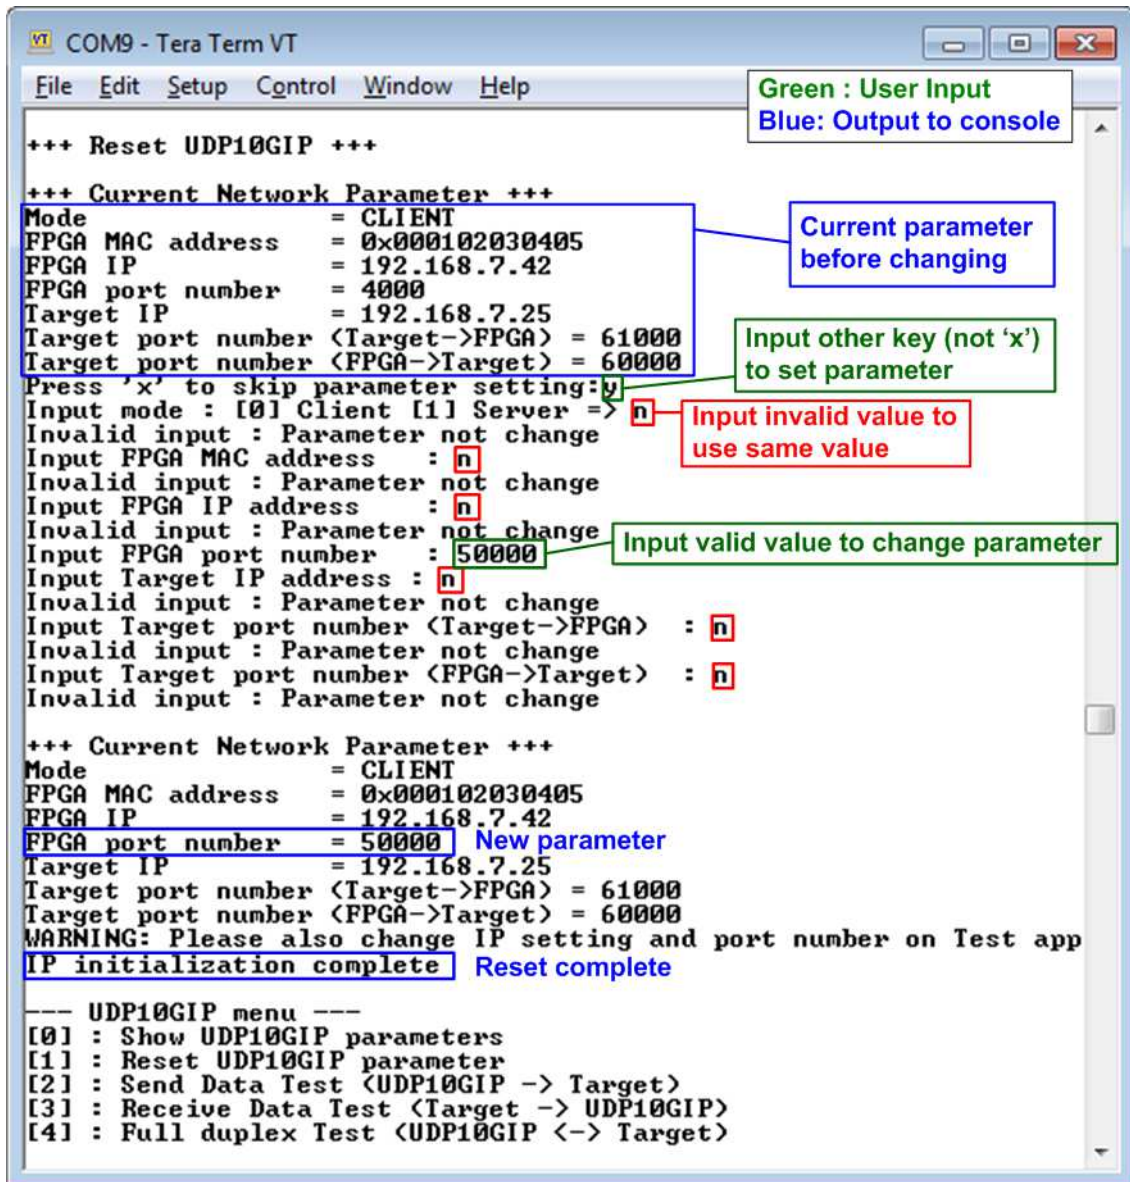 COM9 - Tera Term VT
File Edit Setup Control Window Help
Green : User Input
Blue: Output to console
+++ Reset UDP10GIP +++
+++ Current Network Parameter +++
Mode = CLIENT
FPGA MAC address = 0x000102030405
FPGA IP = 192.168.7.42
FPGA port number = 4000
Target IP = 192.168.7.25
Target port number (Target->FPGA) = 61000
Target port number (FPGA->Target) = 60000
Current parameter
before changing
Press 'x' to skip parameter setting:y
Input other key (not ‘x’)
to set parameter
Input mode : [0] Client [1] Server => n
Input invalid value to
use same value
Invalid input : Parameter not change
Input FPGA MAC address : n
Invalid input : Parameter not change
Input FPGA IP address : n
Invalid input : Parameter not change
Input FPGA port number : 50000
Input valid value to change parameter
Input Target IP address : n
Invalid input : Parameter not change
Input Target port number (Target->FPGA) : n
Invalid input : Parameter not change
Input Target port number (FPGA->Target) : n
Invalid input : Parameter not change
+++ Current Network Parameter +++
Mode = CLIENT
FPGA MAC address = 0x000102030405
FPGA IP = 192.168.7.42
FPGA port number = 50000 New parameter
Target IP = 192.168.7.25
Target port number (Target->FPGA) = 61000
Target port number (FPGA->Target) = 60000
WARNING: Please also change IP setting and port number on Test app
IP initialization complete Reset complete
--- UDP10GIP menu ---
[0] : Show UDP10GIP parameters
[1] : Reset UDP10GIP parameter
[2] : Send Data Test (UDP10GIP -> Target)
[3] : Receive Data Test (Target -> UDP10GIP)
[4] : Full duplex Test (UDP10GIP <-> Target)